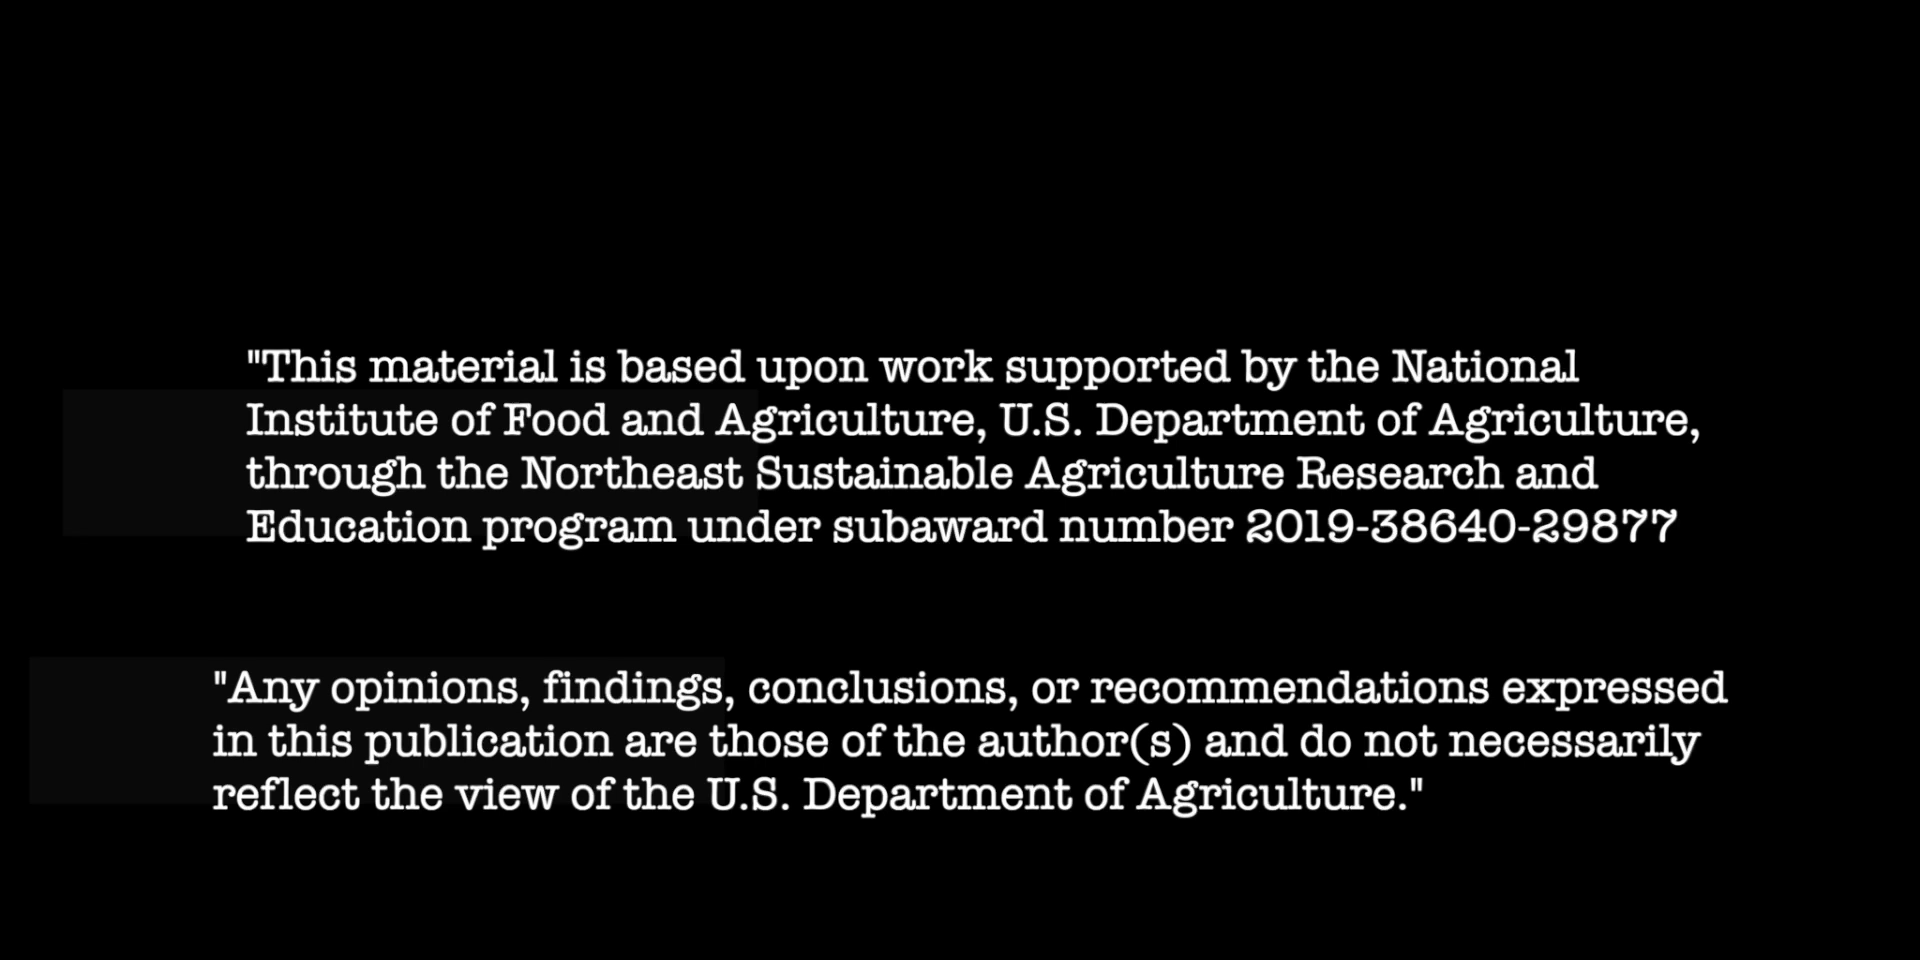 "This material is based upon work supported by the National
Institute of Food and Agriculture, U.S. Department of Agriculture,
through the Northeast Sustainable Agriculture Research and
Education program under subaward number 2019-38640-29877
"Any opinions, findings, conclusions, or recommendations expressed
in this publication are those of the author(s) and do not necessarily
reflect the view of the U.S. Department of Agriculture."